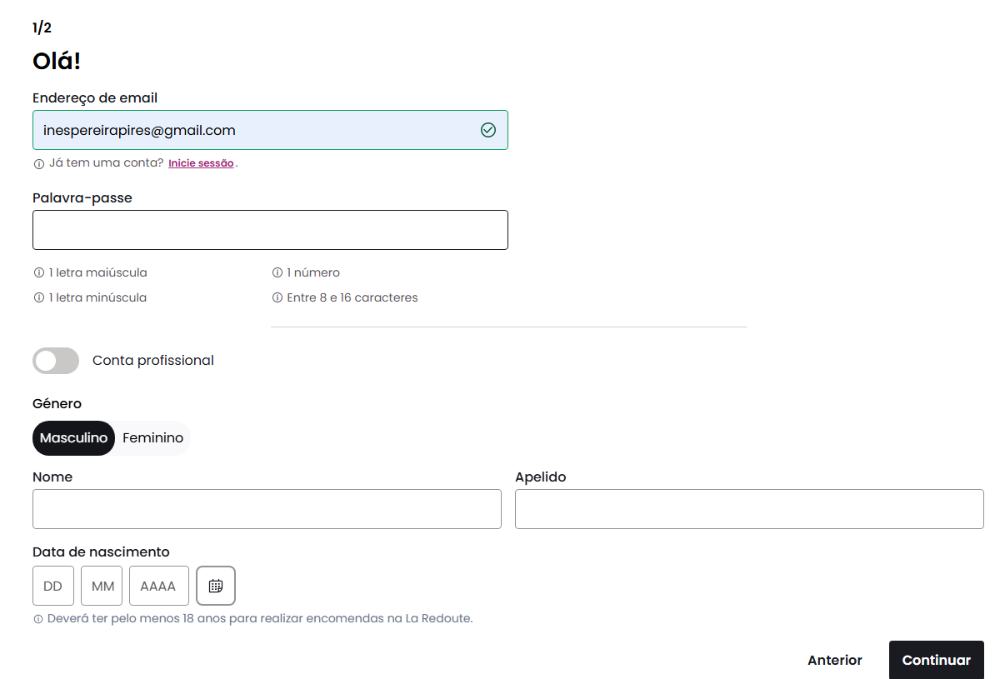 1/2
Olá!
Endereço de email
inespereirapires@gmail.com
Já tem uma conta? Inicie sessão.
Palavra-passe
1 letra maiúscula 1 número
1 letra minúscula Entre 8 e 16 caracteres
Conta profissional
Género
Masculino Feminino
Nome Apelido
Data de nascimento
DD MM AAAA
Deverá ter pelo menos 18 anos para realizar encomendas na La Redoute.
Anterior Continuar